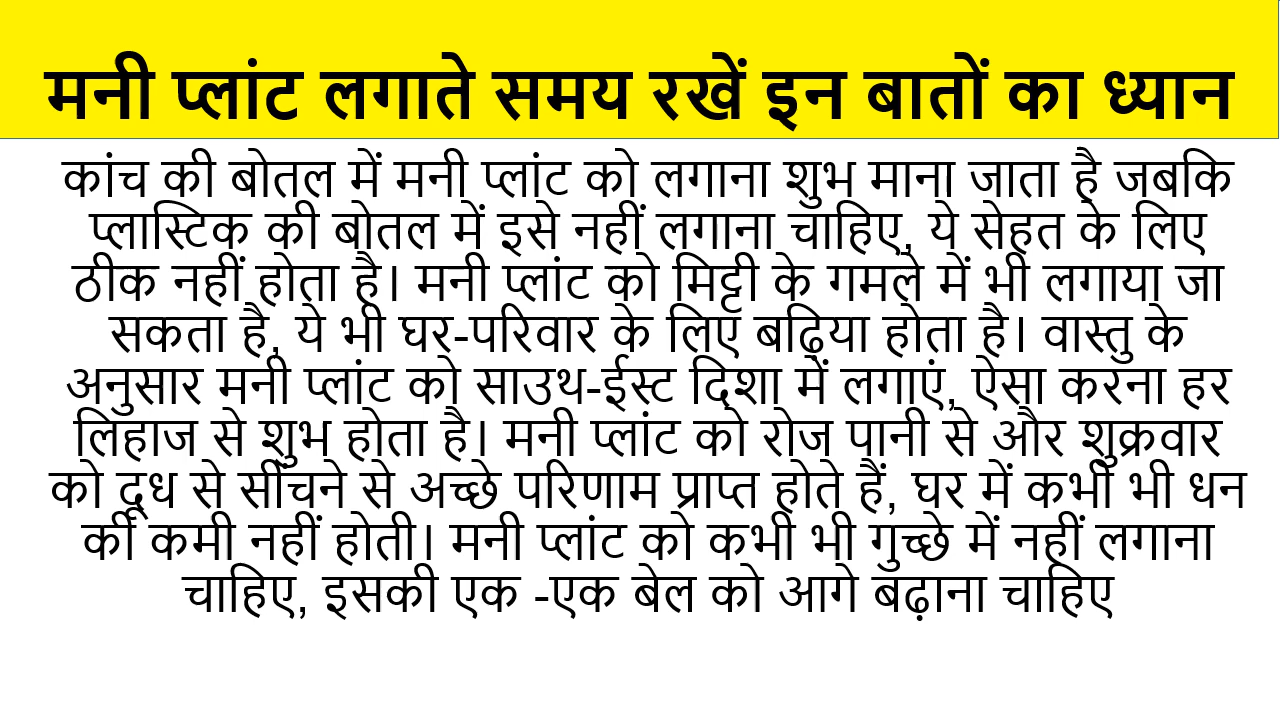 मनी प्लांट लगाते समय रखें इन बातों का ध्यान
कांच की बोतल में मनी प्लांट को लगाना शुभ माना जाता है जबकि
प्लास्टिक की बोतल में इसे नहीं लगाना चाहिए, ये सेहत के लिए
ठीक नहीं होता है। मनी प्लांट को मिट्टी के गमले में भी लगाया जा
सकता है, ये भी घर-परिवार के लिए बढ़िया होता है। वास्तु के
अनुसार मनी प्लांट को साउथ-ईस्ट दिशा में लगाएं, ऐसा करना हर
लिहाज से शुभ होता है। मनी प्लांट को रोज पानी से और शुक्रवार
को दूध से सींचने से अच्छे परिणाम प्राप्त होते हैं, घर में कभी भी धन
की कमी नहीं होती। मनी प्लांट को कभी भी गुच्छे में नहीं लगाना
चाहिए, इसकी एक -एक बेल को आगे बढ़ाना चाहिए